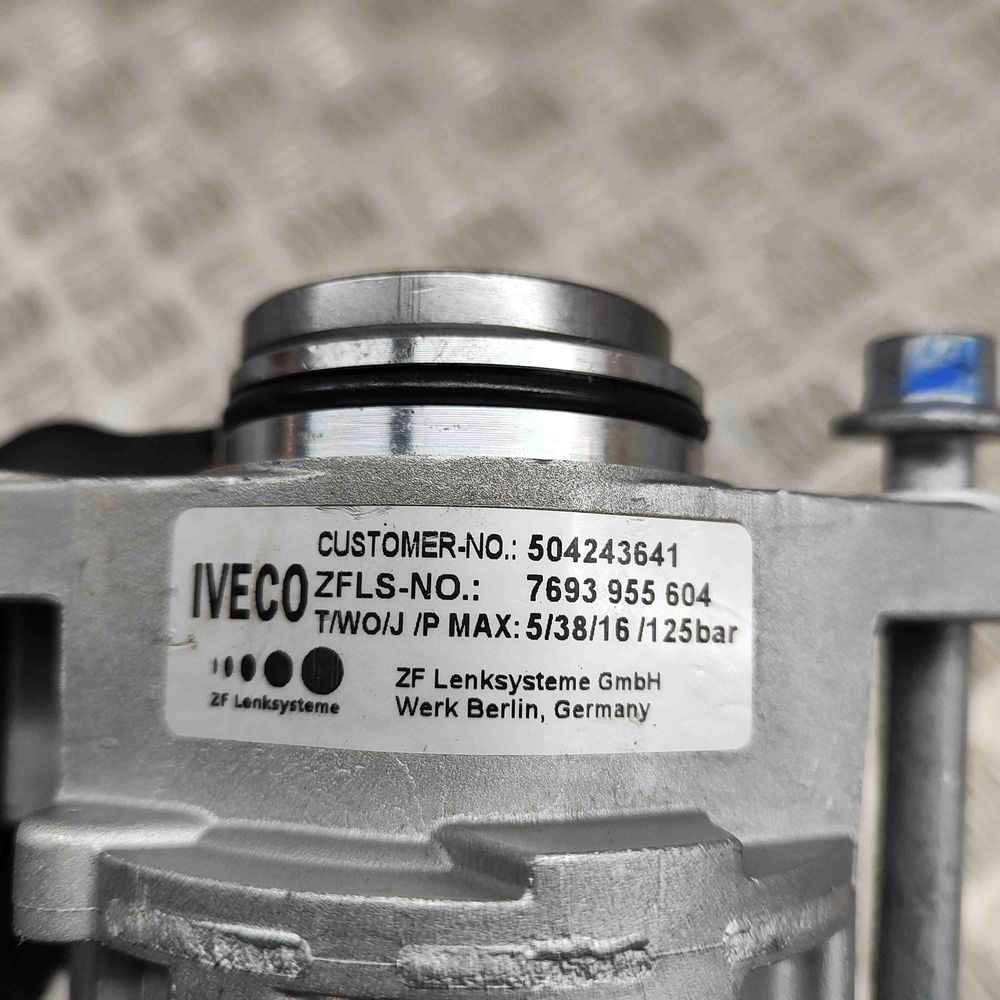 IVECO
CUSTOMER-NO.: 504243641
ZFLS-NO.: 7693 955 604
T/WO/J /P MAX: 5/38/16 /125bar
ZF Lenksysteme
ZF Lenksysteme GmbH
Werk Berlin, Germany